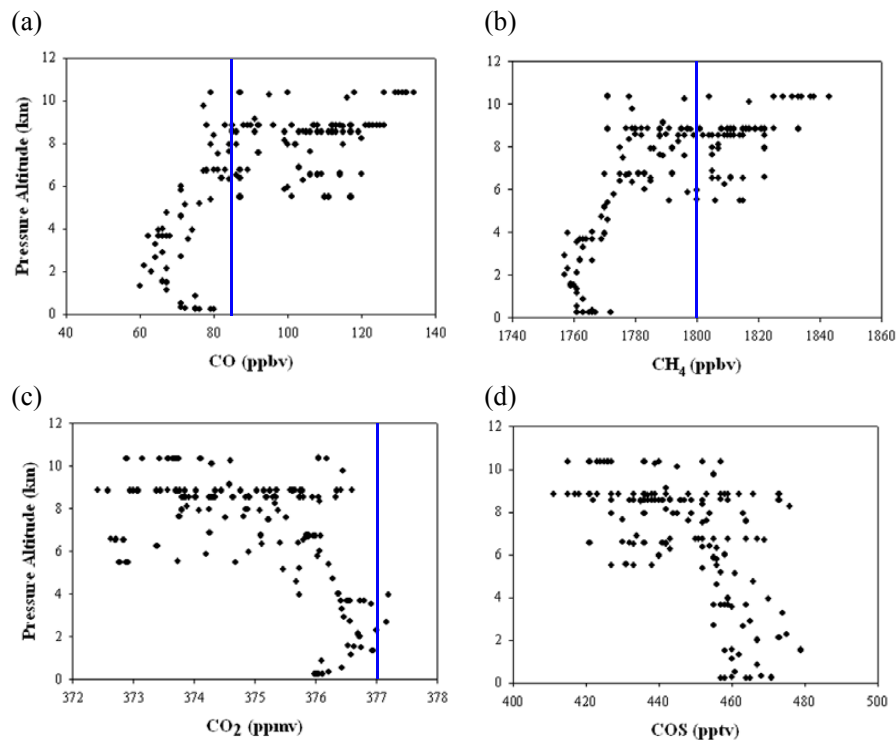 (a)
12
10
8
6
4
2
0
Pressure Altitude (km)
40 60 80 100 120 140
CO (ppbv)
(b)
12
10
8
6
4
2
0
1740 1760 1780 1800 1820 1840 1860
CH4 (ppbv)
(c)
12
10
8
6
4
2
0
Pressure Altitude (km)
372 373 374 375 376 377 378
CO2 (ppmv)
(d)
12
10
8
6
4
2
0
400 420 440 460 480 500
COS (pptv)